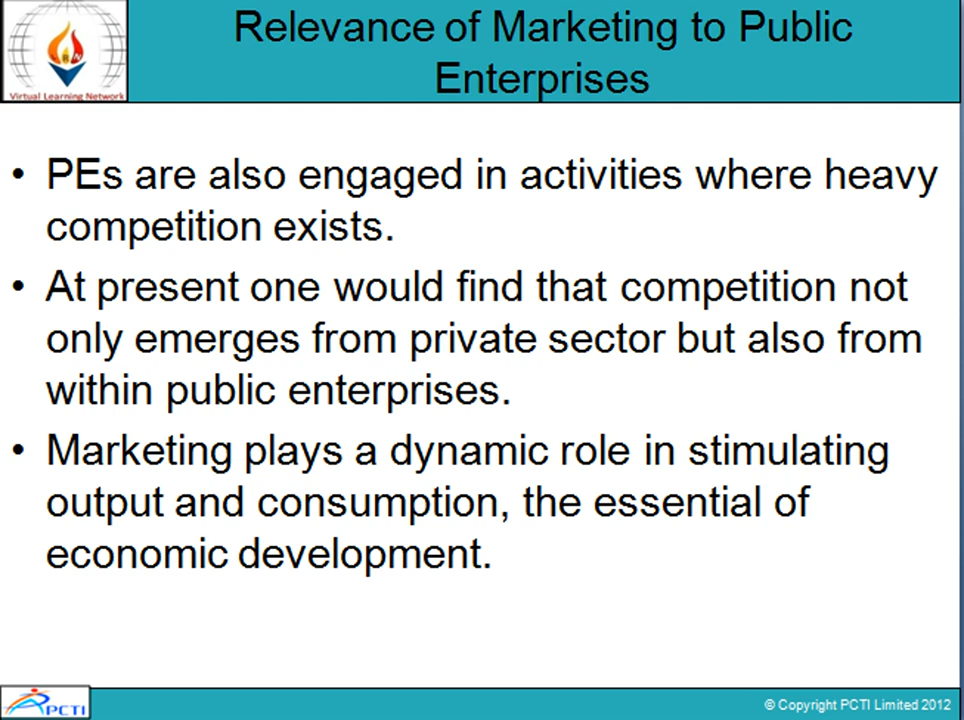 Relevance of Marketing to Public
Enterprises
Virtual Learning Network
• PEs are also engaged in activities where heavy
competition exists.
• At present one would find that competition not
only emerges from private sector but also from
within public enterprises.
• Marketing plays a dynamic role in stimulating
output and consumption, the essential of
economic development.
PCTI
© Copyright PCTI Limited 2012